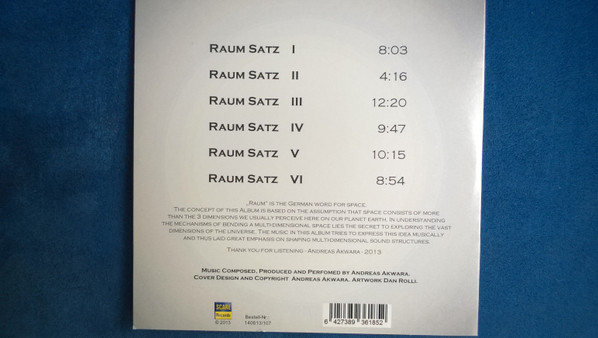 RAUM SATZ I 8:03
RAUM SATZ II 4:16
RAUM SATZ III 12:20
RAUM SATZ IV 9:47
RAUM SATZ V 10:15
RAUM SATZ VI 8:54
„RAUM“ IS THE GERMAN WORD FOR SPACE.
THE CONCEPT OF THIS ALBUM IS BASED ON THE ASSUMPTION THAT SPACE CONSISTS OF MORE
THAN THE 3 DIMENSIONS WE USUALLY PERCEIVE HERE ON OUR PLANET EARTH. IN UNDERSTANDING
THE MECHANISMS OF BENDING A MULTI-DIMENSIONAL SPACE LIES THE SECRET TO EXPLORING THE VAST
DIMENSIONS OF THE UNIVERSE. THE MUSIC IN THIS ALBUM TRIES TO EXPRESS THIS IDEA MUSICALLY
AND THUS LAID GREAT EMPHASIS ON SHAPING MULTI-DIMENSIONAL SOUND STRUCTURES.
THANK YOU FOR LISTENING - ANDREAS AKWARA - 2013
MUSIC COMPOSED, PRODUCED AND PERFOMED BY ANDREAS AKWARA.
COVER DESIGN AND COPYRIGHT ANDREAS AKWARA, ARTWORK DAN ROLLI.
© 2013
Bestell-Nr.:
6 427389 361852